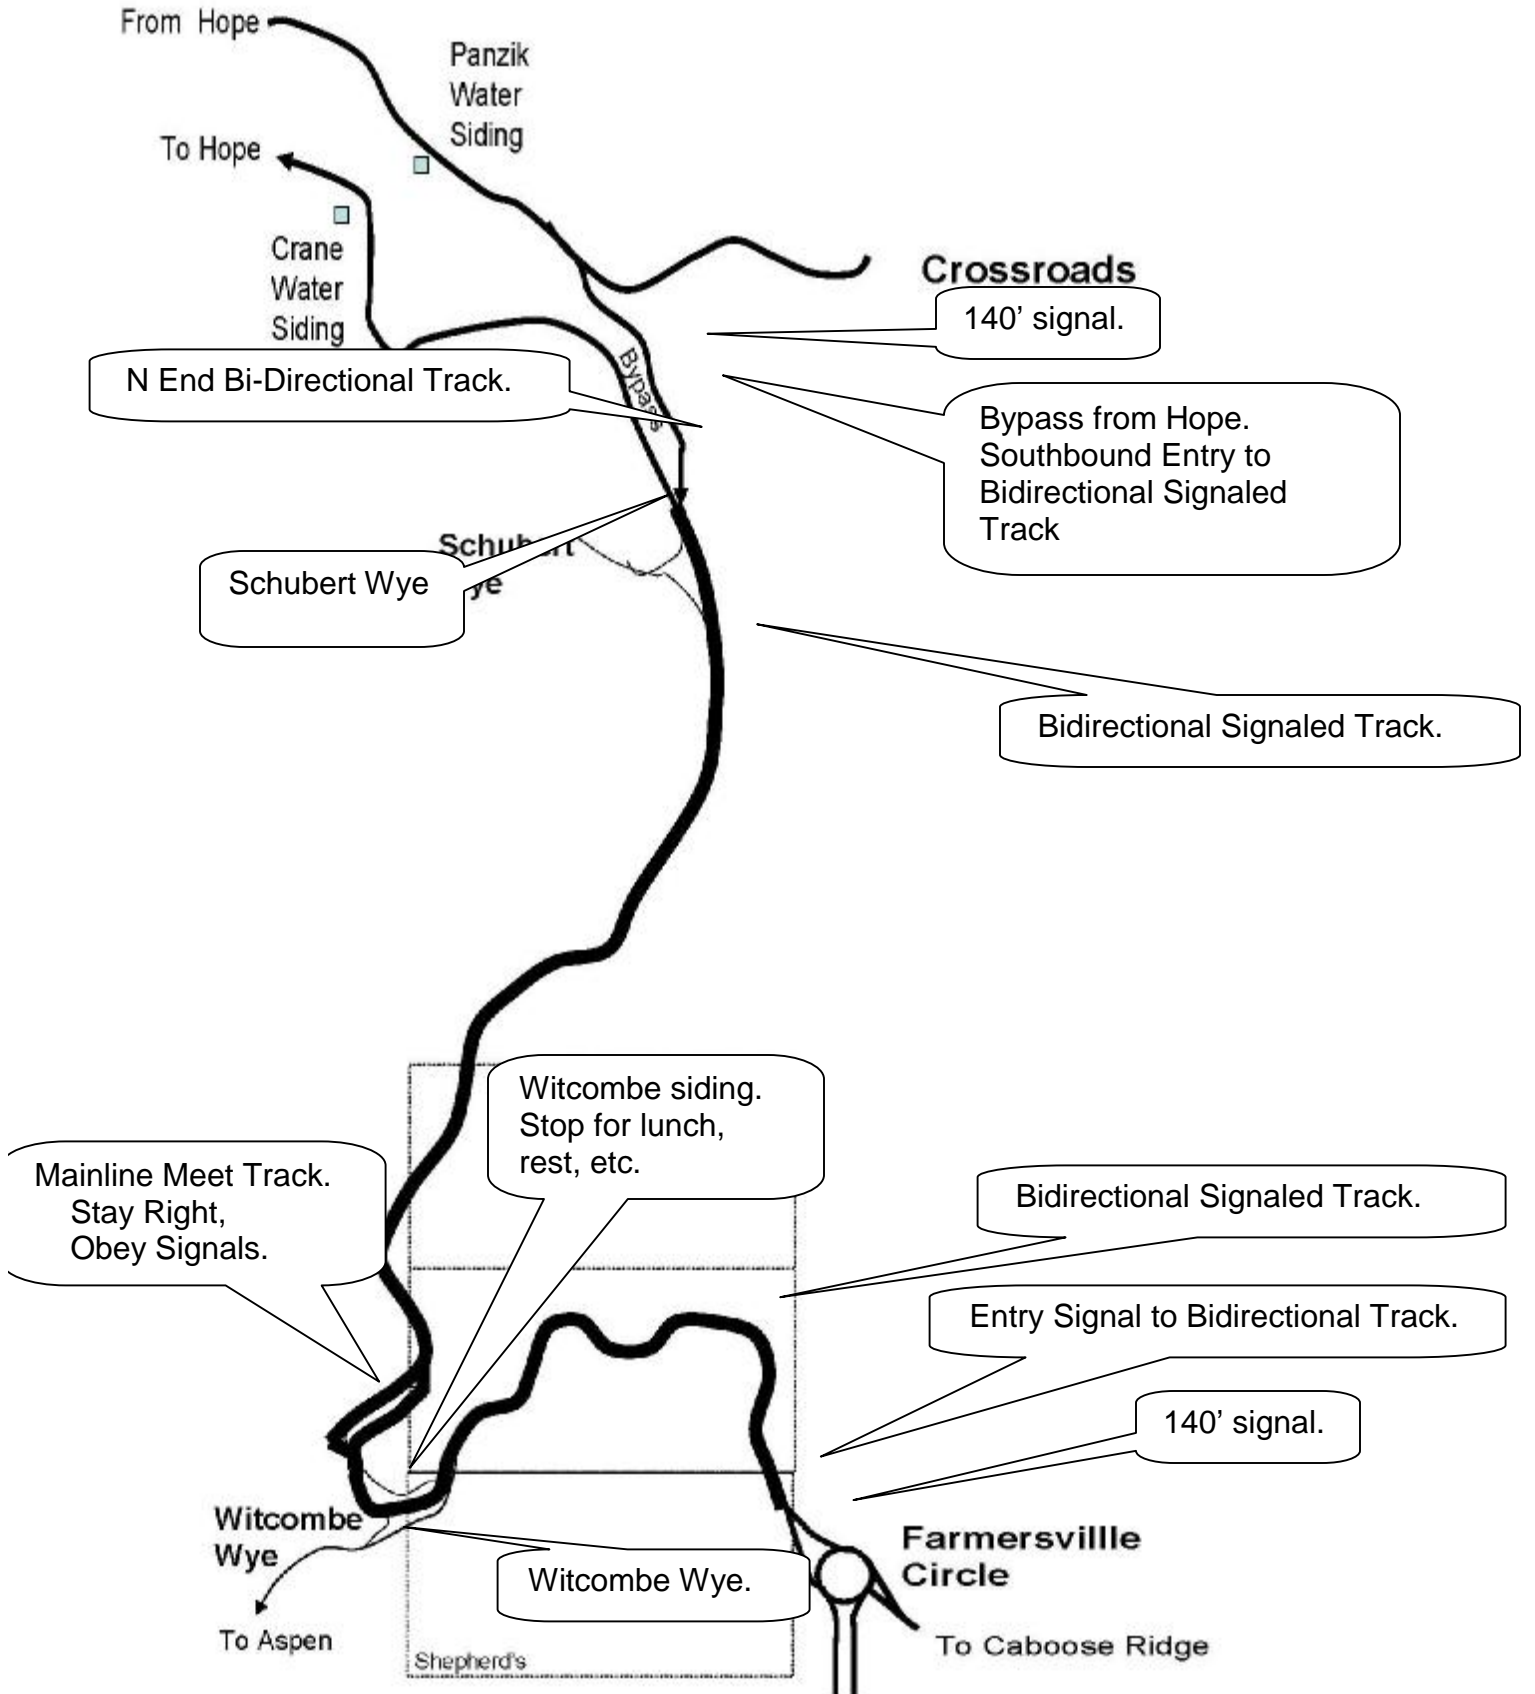 From Hope
Panzik
Water
Siding
To Hope
Crane
Water
Siding
Crossroads
140’ signal.
N End Bi-Directional Track.
Bypass
Bypass from Hope.
Southbound Entry to
Bidirectional Signaled
Track
Schubert
ye
Schubert Wye
Bidirectional Signaled Track.
Witcombe siding.
Stop for lunch,
rest, etc.
Mainline Meet Track.
Stay Right,
Obey Signals.
Bidirectional Signaled Track.
Entry Signal to Bidirectional Track.
140’ signal.
Witcombe
Wye
Witcombe Wye.
Farmersvillle
Circle
To Aspen
Shepherd's
To Caboose Ridge